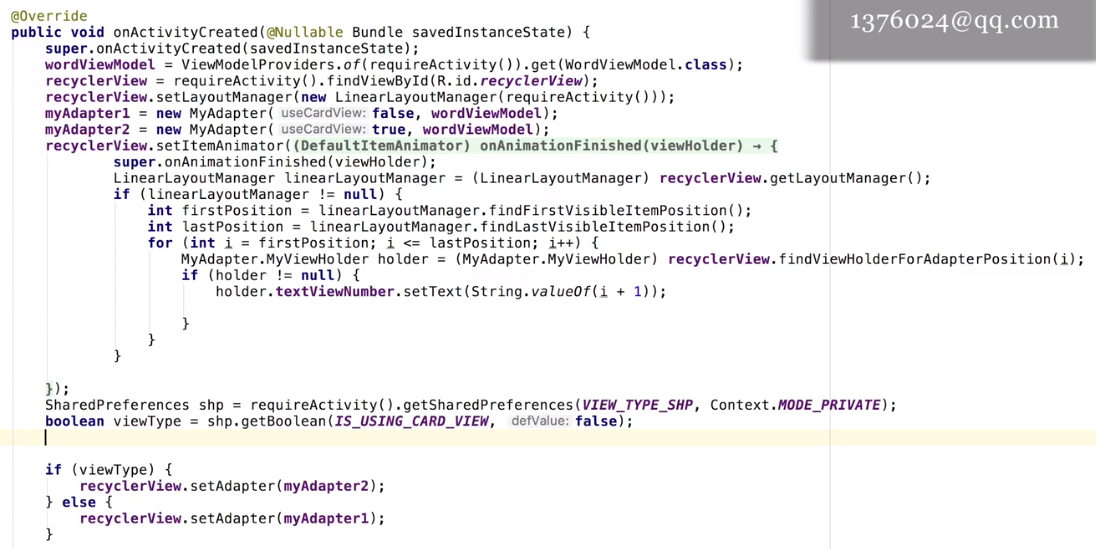 1376024@qq.com
@Override
public void onActivityCreated(@Nullable Bundle savedInstanceState) {
super.onActivityCreated(savedInstanceState);
wordViewModel = ViewModelProviders.of(requireActivity()).get(WordViewModel.class);
recyclerView = requireActivity().findViewById(R.id.recyclerView);
recyclerView.setLayoutManager(new LinearLayoutManager(requireActivity()));
myAdapter1 = new MyAdapter( useCardView: false, wordViewModel);
myAdapter2 = new MyAdapter( useCardView: true, wordViewModel);
recyclerView.setItemAnimator((DefaultItemAnimator) onAnimationFinished(viewHolder) → {
super.onAnimationFinished(viewHolder);
LinearLayoutManager linearLayoutManager = (LinearLayoutManager) recyclerView.getLayoutManager();
if (linearLayoutManager != null) {
int firstPosition = linearLayoutManager.findFirstVisibleItemPosition();
int lastPosition = linearLayoutManager.findLastVisibleItemPosition();
for (int i = firstPosition; i <= lastPosition; i++) {
MyAdapter.MyViewHolder holder = (MyAdapter.MyViewHolder) recyclerView.findViewHolderForAdapterPosition(i);
if (holder != null) {
holder.textViewNumber.setText(String.valueOf(i + 1));
}
}
}
});
SharedPreferences shp = requireActivity().getSharedPreferences(VIEW_TYPE_SHP, Context.MODE_PRIVATE);
boolean viewType = shp.getBoolean(IS_USING_CARD_VIEW, defValue: false);
if (viewType) {
recyclerView.setAdapter(myAdapter2);
} else {
recyclerView.setAdapter(myAdapter1);
}